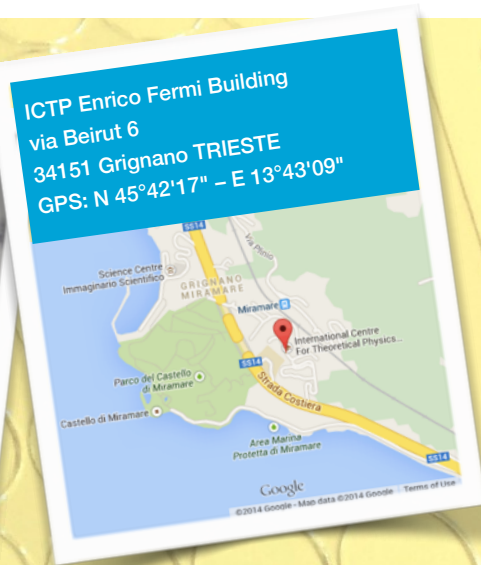 ICTP Enrico Fermi Building
via Beirut 6
34151 Grignano TRIESTE
GPS: N 45°42'17" – E 13°43'09"
SS14
Via Plinio
Science Centre
Immaginario Scientifico
GRIGNANO
MIRAMARE
Miramare
International Centre
For Theoretical Physics...
SS14
Parco del Castello
di Miramare
Strada Costiera
Castello di Miramare
Area Marina
Protetta di Miramare
SS14
Google
©2014 Google - Map data ©2014 Google
Terms of Use